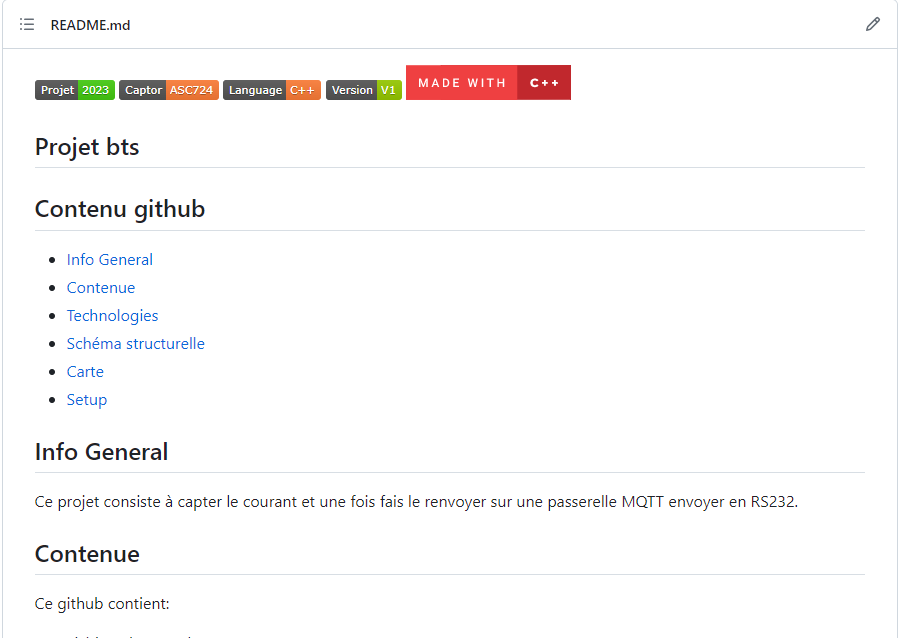 README.md
Projet 2023 Captor ASC724 Language C++ Version V1 MADE WITH C++
Projet bts
Contenu github
Info General
Contenue
Technologies
Schéma structurelle
Carte
Setup
Info General
Ce projet consiste à capter le courant et une fois fais le renvoyer sur une passerelle MQTT envoyer en RS232.
Contenue
Ce github contient: